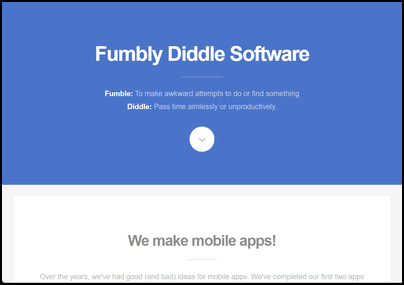 Fumbly Diddle Software
Fumble: To make awkward attempts to do or find something
Diddle: Pass time aimlessly or unproductively.
We make mobile apps!
Over the years, we've had good (and bad) ideas for mobile apps. We've completed our first two apps